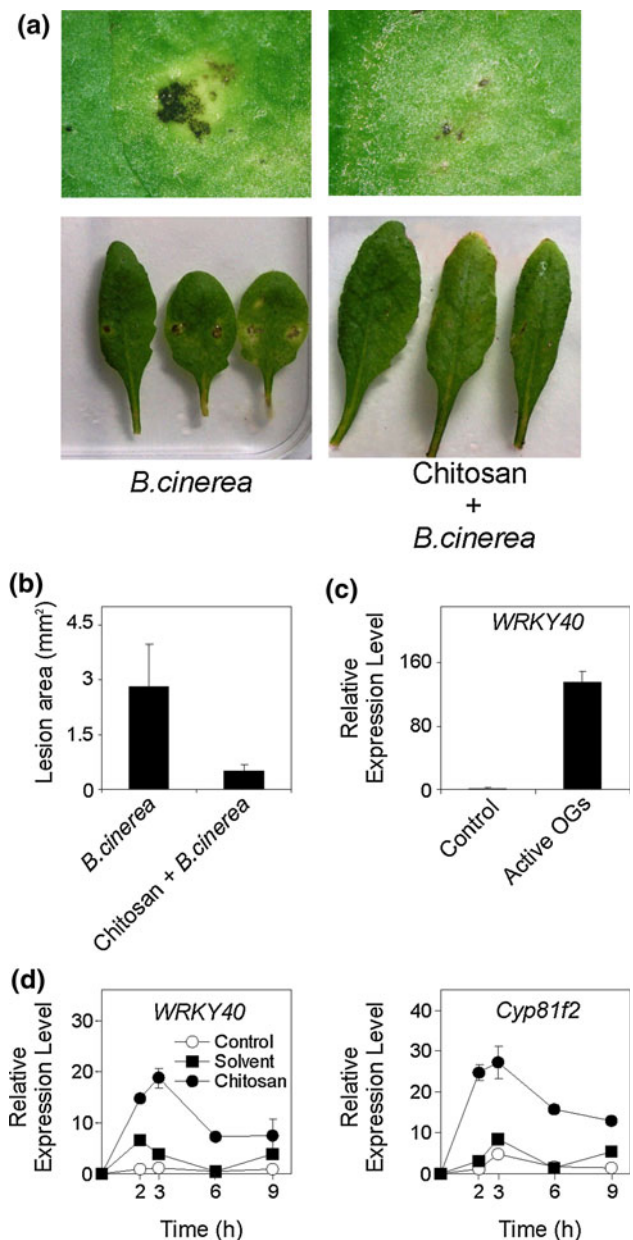 (a)
B.cinerea
Chitosan
+
B.cinerea
(b)
Lesion area (mm²)
4.5
3
1.5
0
B.cinerea
Chitosan + B.cinerea
(c)
WRKY40
Relative
Expression Level
160
80
0
Control
Active OGs
(d)
WRKY40
Relative
Expression Level
30
20
10
0
Control
Solvent
Chitosan
2 3 6 9
Time (h)
Cyp81f2
Relative
Expression Level
40
30
20
10
0
2 3 6 9
Time (h)